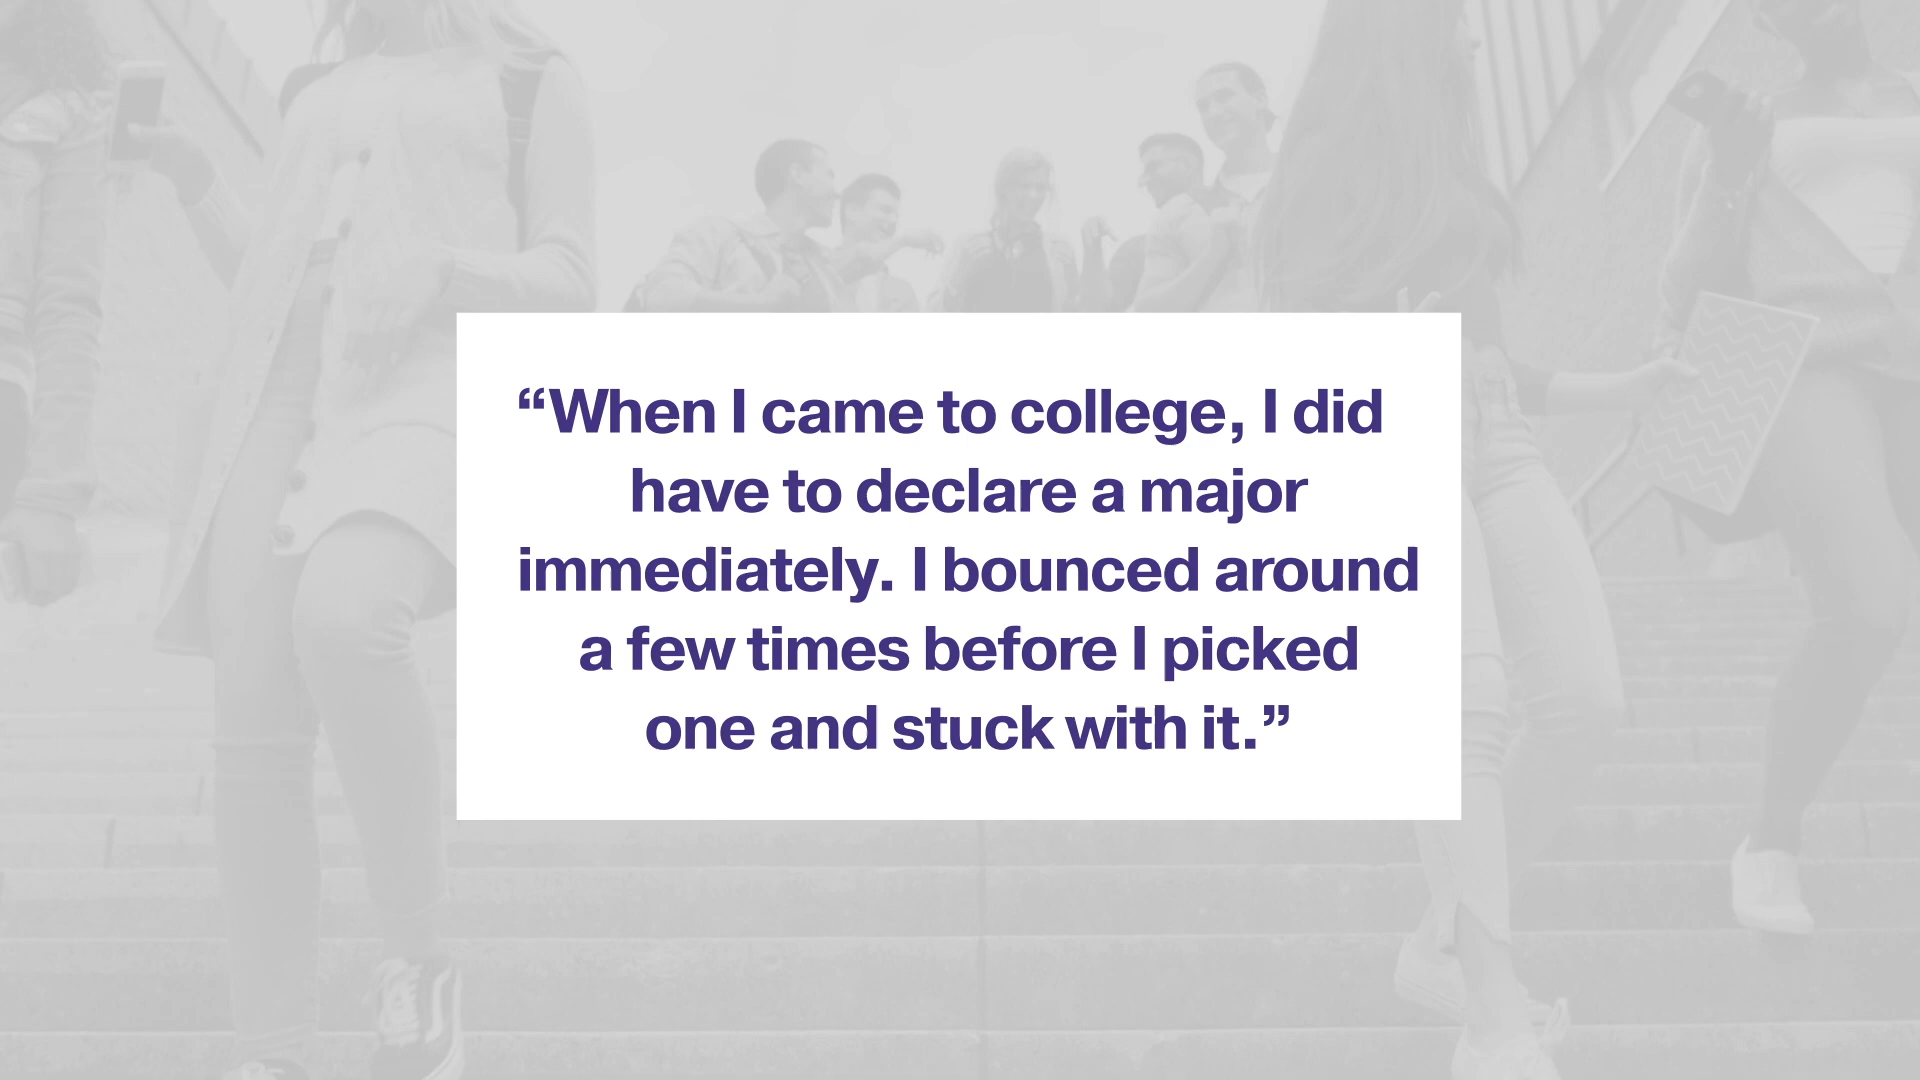 “When I came to college, I did
have to declare a major
immediately. I bounced around
a few times before I picked
one and stuck with it.”